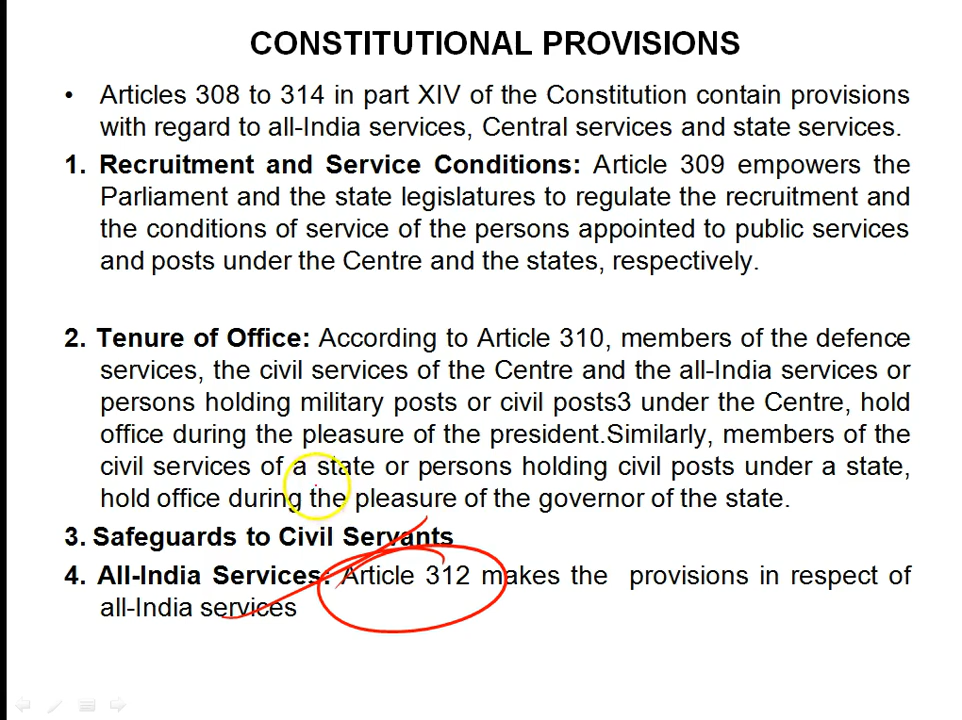 CONSTITUTIONAL PROVISIONS
• Articles 308 to 314 in part XIV of the Constitution contain provisions
with regard to all-India services, Central services and state services.
1. Recruitment and Service Conditions: Article 309 empowers the
Parliament and the state legislatures to regulate the recruitment and
the conditions of service of the persons appointed to public services
and posts under the Centre and the states, respectively.
2. Tenure of Office: According to Article 310, members of the defence
services, the civil services of the Centre and the all-India services or
persons holding military posts or civil posts3 under the Centre, hold
office during the pleasure of the president.Similarly, members of the
civil services of a state or persons holding civil posts under a state,
hold office during the pleasure of the governor of the state.
3. Safeguards to Civil Servants
4. All-India Services: Article 312 makes the provisions in respect of
all-India services